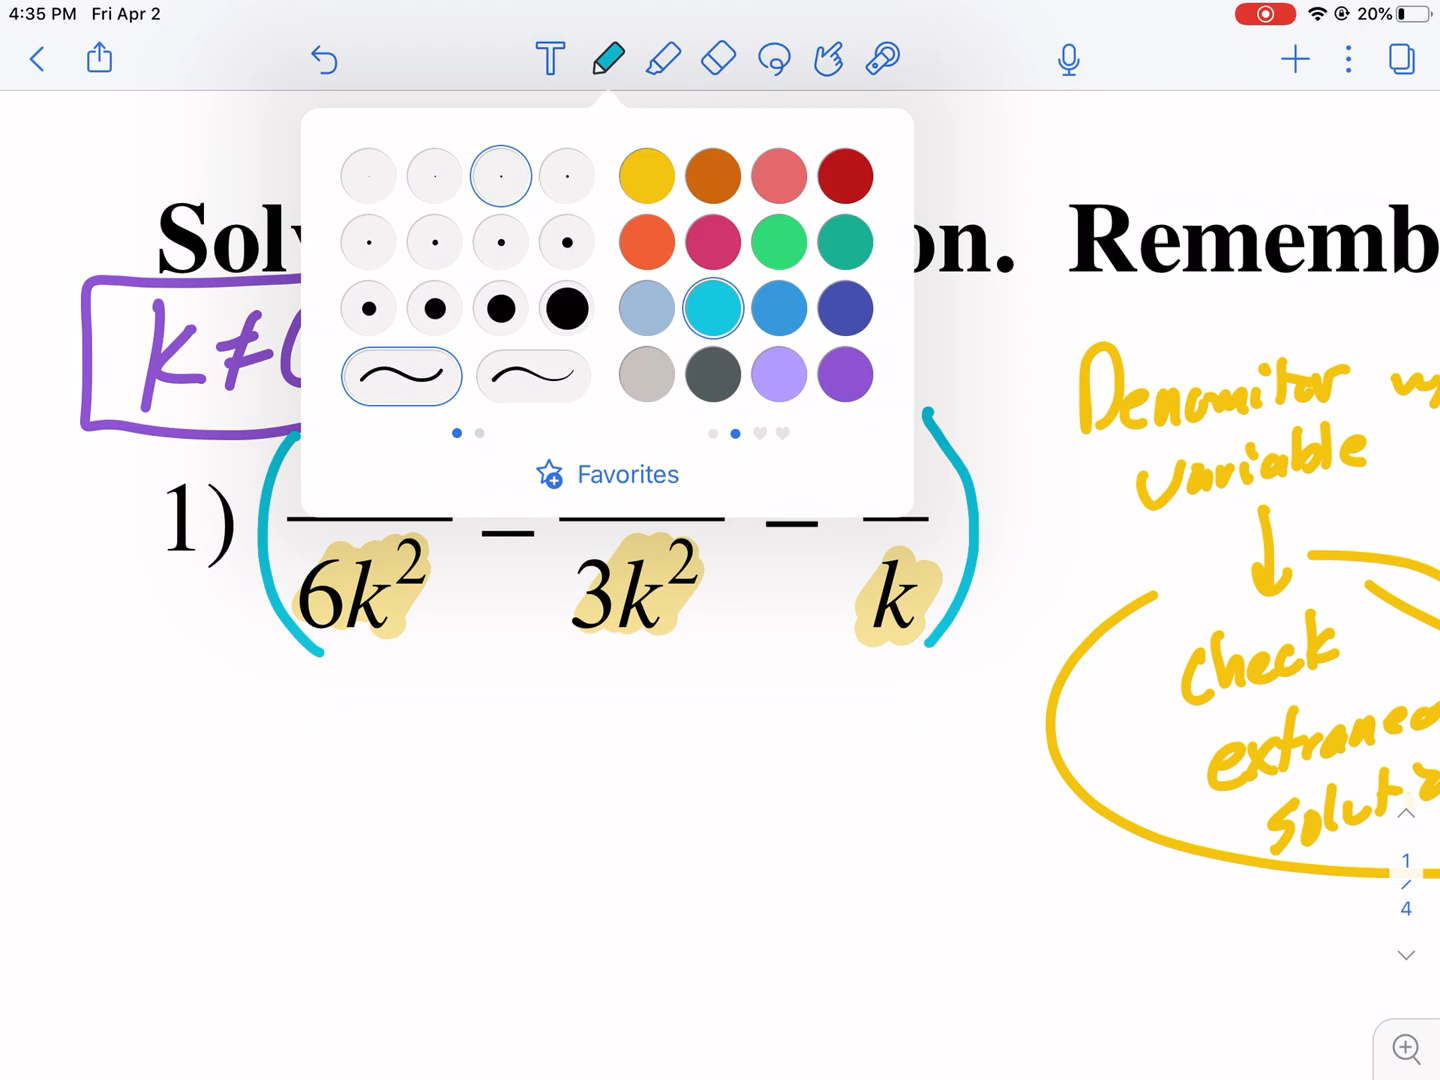 4:35 PM Fri Apr 2
20%
T
Sol on. Rememb
k≠
Favorites
1) − −
6k² 3k² k
Denomitor w
variable
Check
extraneo
solut
1
/
4